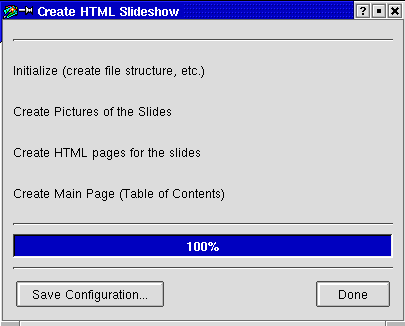 Create HTML Slideshow
Initialize (create file structure, etc.)
Create Pictures of the Slides
Create HTML pages for the slides
Create Main Page (Table of Contents)
100%
Save Configuration... Done